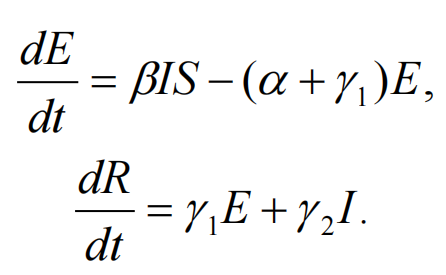 dE/dt = βIS − (α + γ₁)E,
dR/dt = γ₁E + γ₂I.